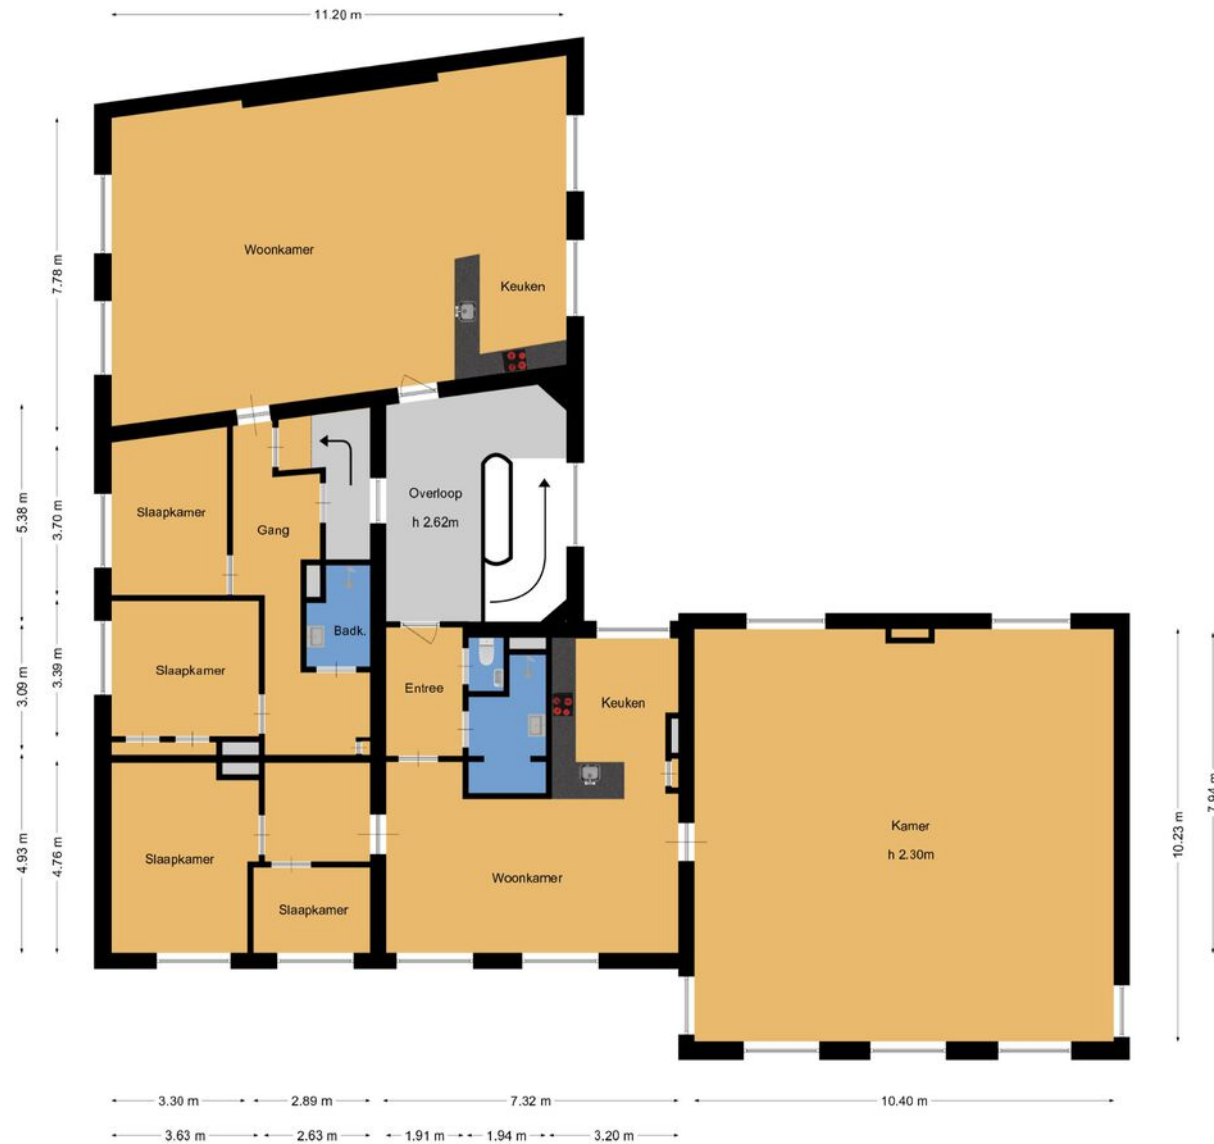 11.20 m
Woonkamer
Keuken
7.78 m
5.38 m
3.70 m
Slaapkamer
Gang
Overloop
h 2.62m
Badk.
3.09 m
3.39 m
Slaapkamer
Entree
Keuken
4.93 m
4.76 m
Slaapkamer
Slaapkamer
Woonkamer
Kamer
h 2.30m
10.23 m
7.94 m
3.30 m
2.89 m
7.32 m
10.40 m
3.63 m
2.63 m
1.91 m
1.94 m
3.20 m